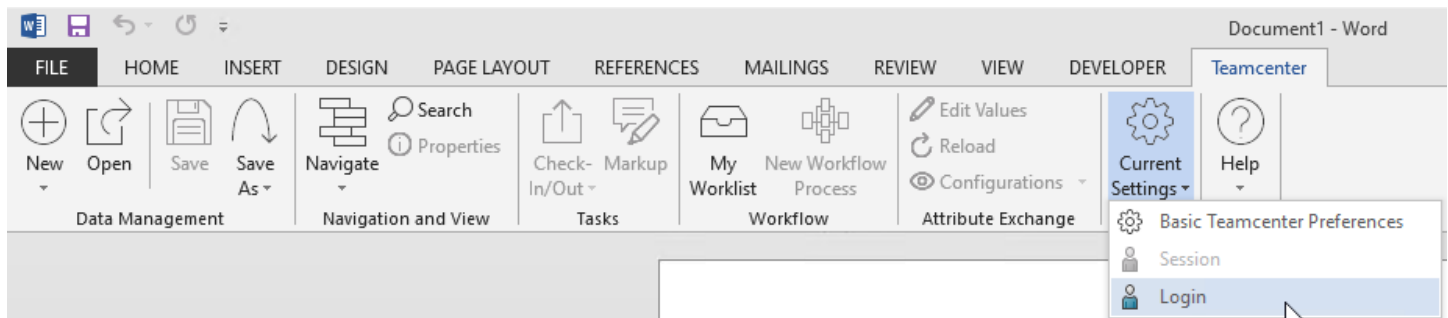 Document1 - Word
FILE HOME INSERT DESIGN PAGE LAYOUT REFERENCES MAILINGS REVIEW VIEW DEVELOPER Teamcenter
New Open Save Save As
Data Management
Navigate Search
Properties
Navigation and View
Check-In/Out Markup
Tasks
My Worklist New Workflow Process
Workflow
Edit Values
Reload
Configurations
Attribute Exchange
Current Settings Help
Basic Teamcenter Preferences
Session
Login